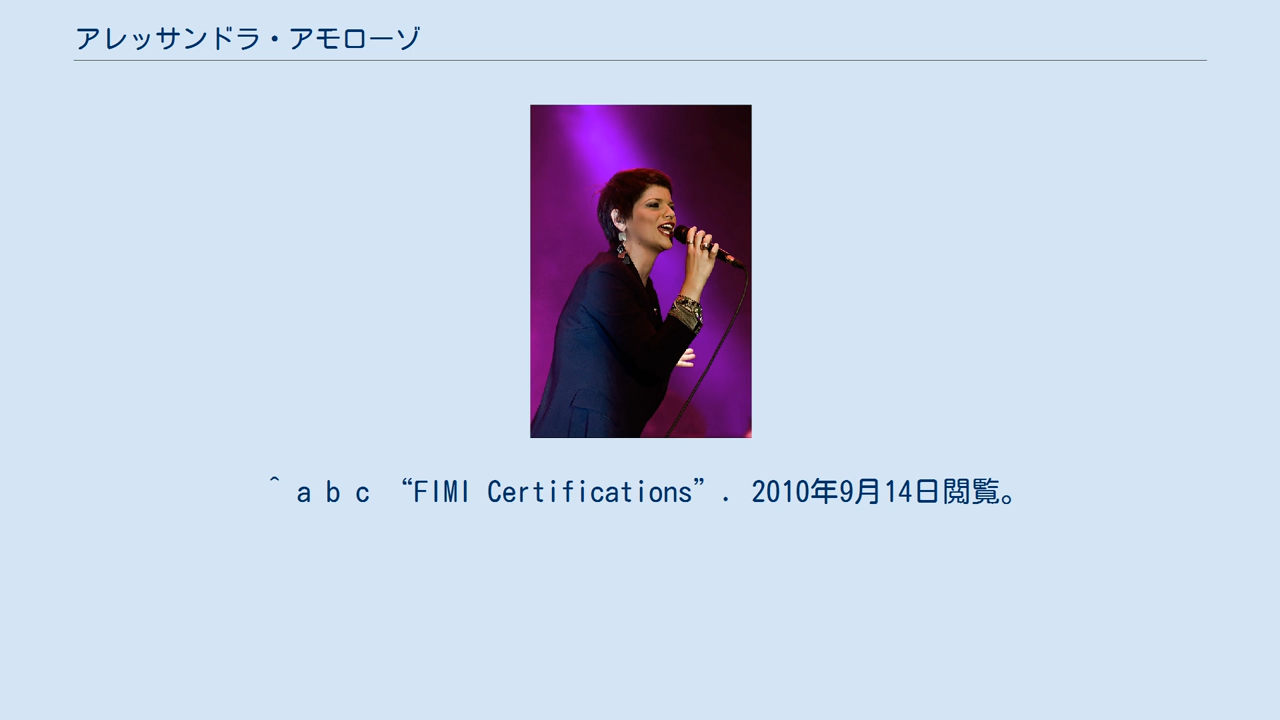 アレッサンドラ・アモローゾ
^ a b c “FIMI Certifications”. 2010年9月14日閲覧。